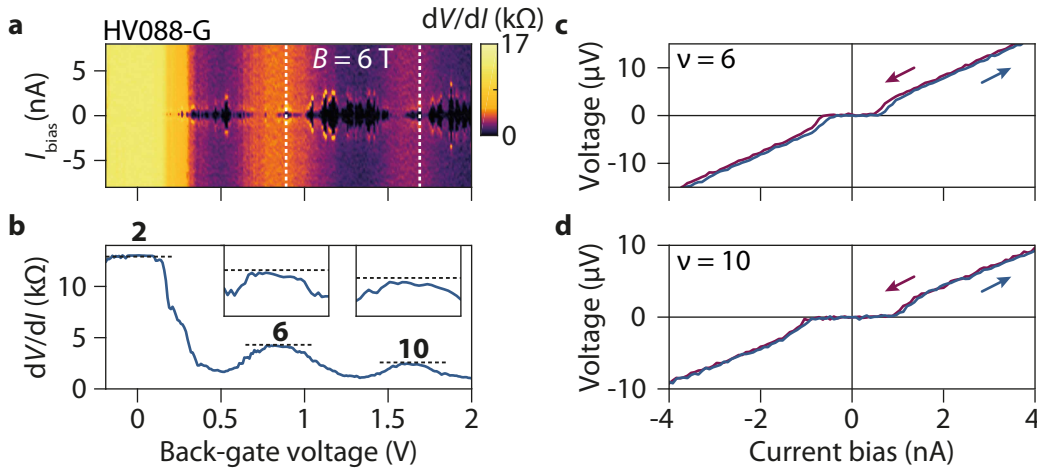 a
HV088-G
dV/dI (kΩ)
17
0
B = 6 T
5
0
-5
I_bias (nA)
b
2
6
10
10
5
0
dV/dI (kΩ)
0
0.5
1
1.5
2
Back-gate voltage (V)
c
ν = 6
10
0
-10
Voltage (μV)
d
ν = 10
10
0
-10
Voltage (μV)
-4
-2
0
2
4
Current bias (nA)